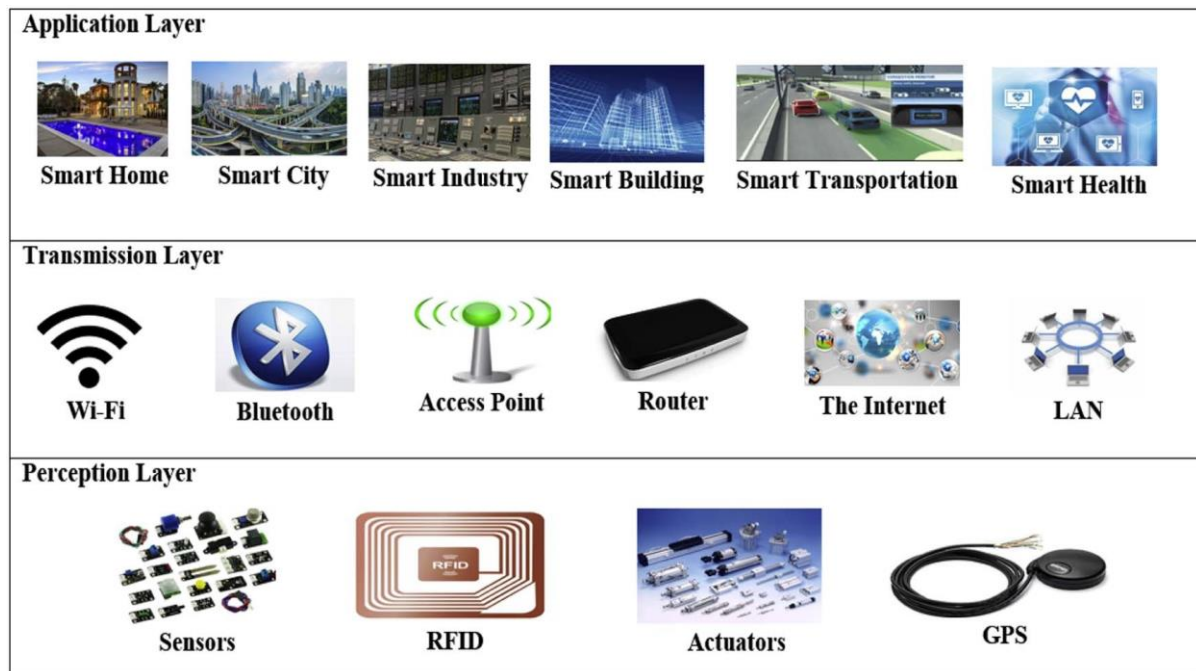 Application Layer
Smart Home
Smart City
Smart Industry
Smart Building
Smart Transportation
Smart Health
Transmission Layer
Wi-Fi
Bluetooth
Access Point
Router
The Internet
LAN
Perception Layer
RFID
Sensors
RFID
Actuators
GPS